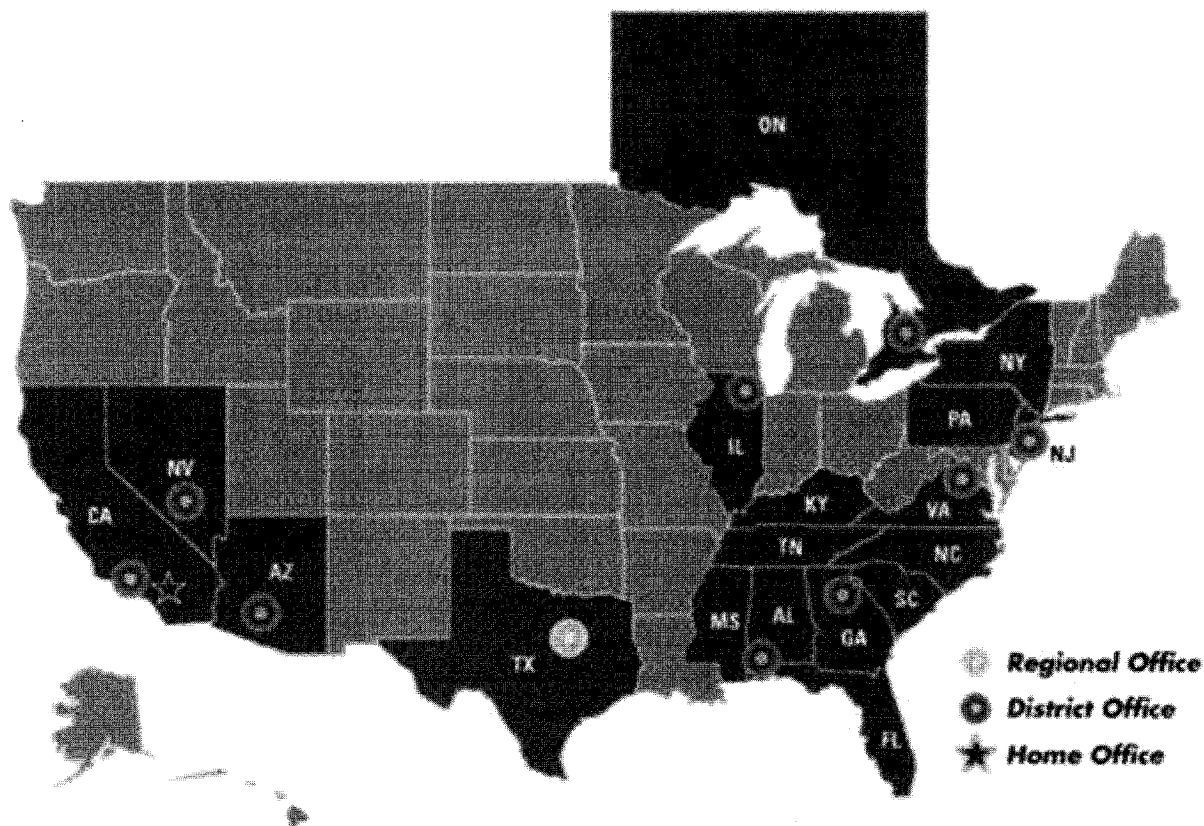 ON
NY
PA
NJ
IL
NV
KY
VA
CA
TN
NC
AZ
SC
MS
AL
GA
TX
FL
Regional Office
District Office
Home Office